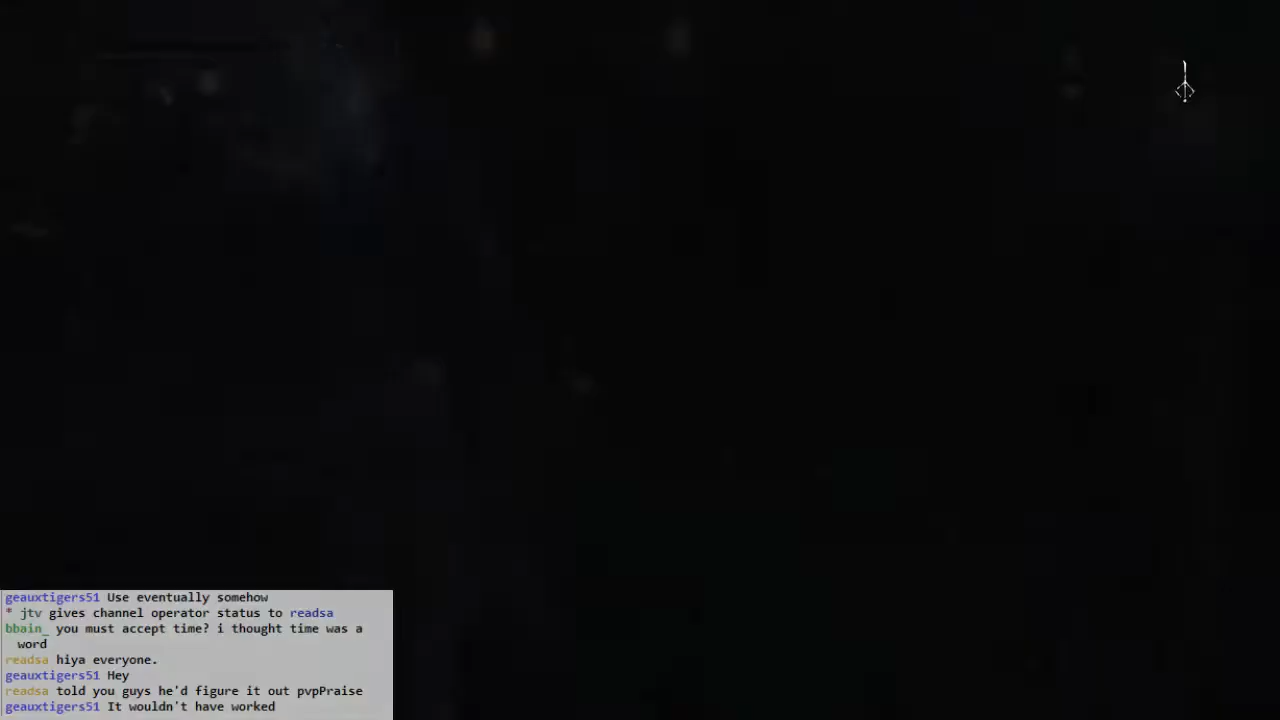 geauxtigers51 Use eventually somehow
* jtv gives channel operator status to readsa
bbain_ you must accept time? i thought time was a
word
readsa hiya everyone.
geauxtigers51 Hey
readsa told you guys he'd figure it out pvpPraise
geauxtigers51 It wouldn't have worked